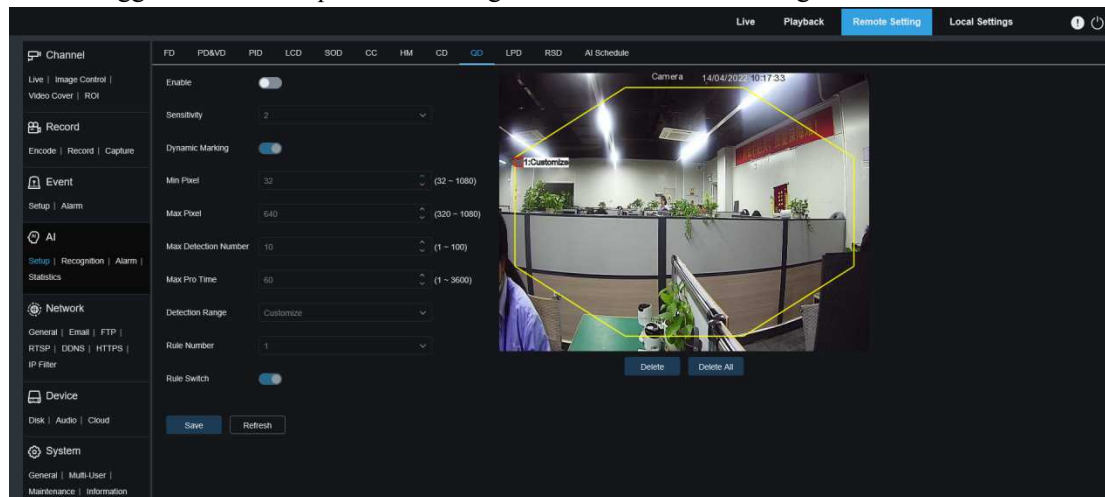 Live Playback Remote Setting Local Settings
Channel
Live | Image Control |
Video Cover | ROI
Record
Encode | Record | Capture
Event
Setup | Alarm
AI
Setup | Recognition | Alarm |
Statistics
Network
General | Email | FTP |
RTSP | DDNS | HTTPS |
IP Filter
Device
Disk | Audio | Cloud
System
General | Multi-User |
Maintenance | Information
FD PD&VD PID LCD SOD CC HM CD QD LPD RSD AI Schedule
Enable
Sensitivity 2
Dynamic Marking
Min Pixel 32 (32 ~ 1080)
Max Pixel 640 (320 ~ 1080)
Max Detection Number 10 (1 ~ 100)
Max Pro Time 60 (1 ~ 3600)
Detection Range Customize
Rule Number 1
Rule Switch
Save Refresh
Camera 14/04/2022 10:17:33
1:Customize
Delete Delete All